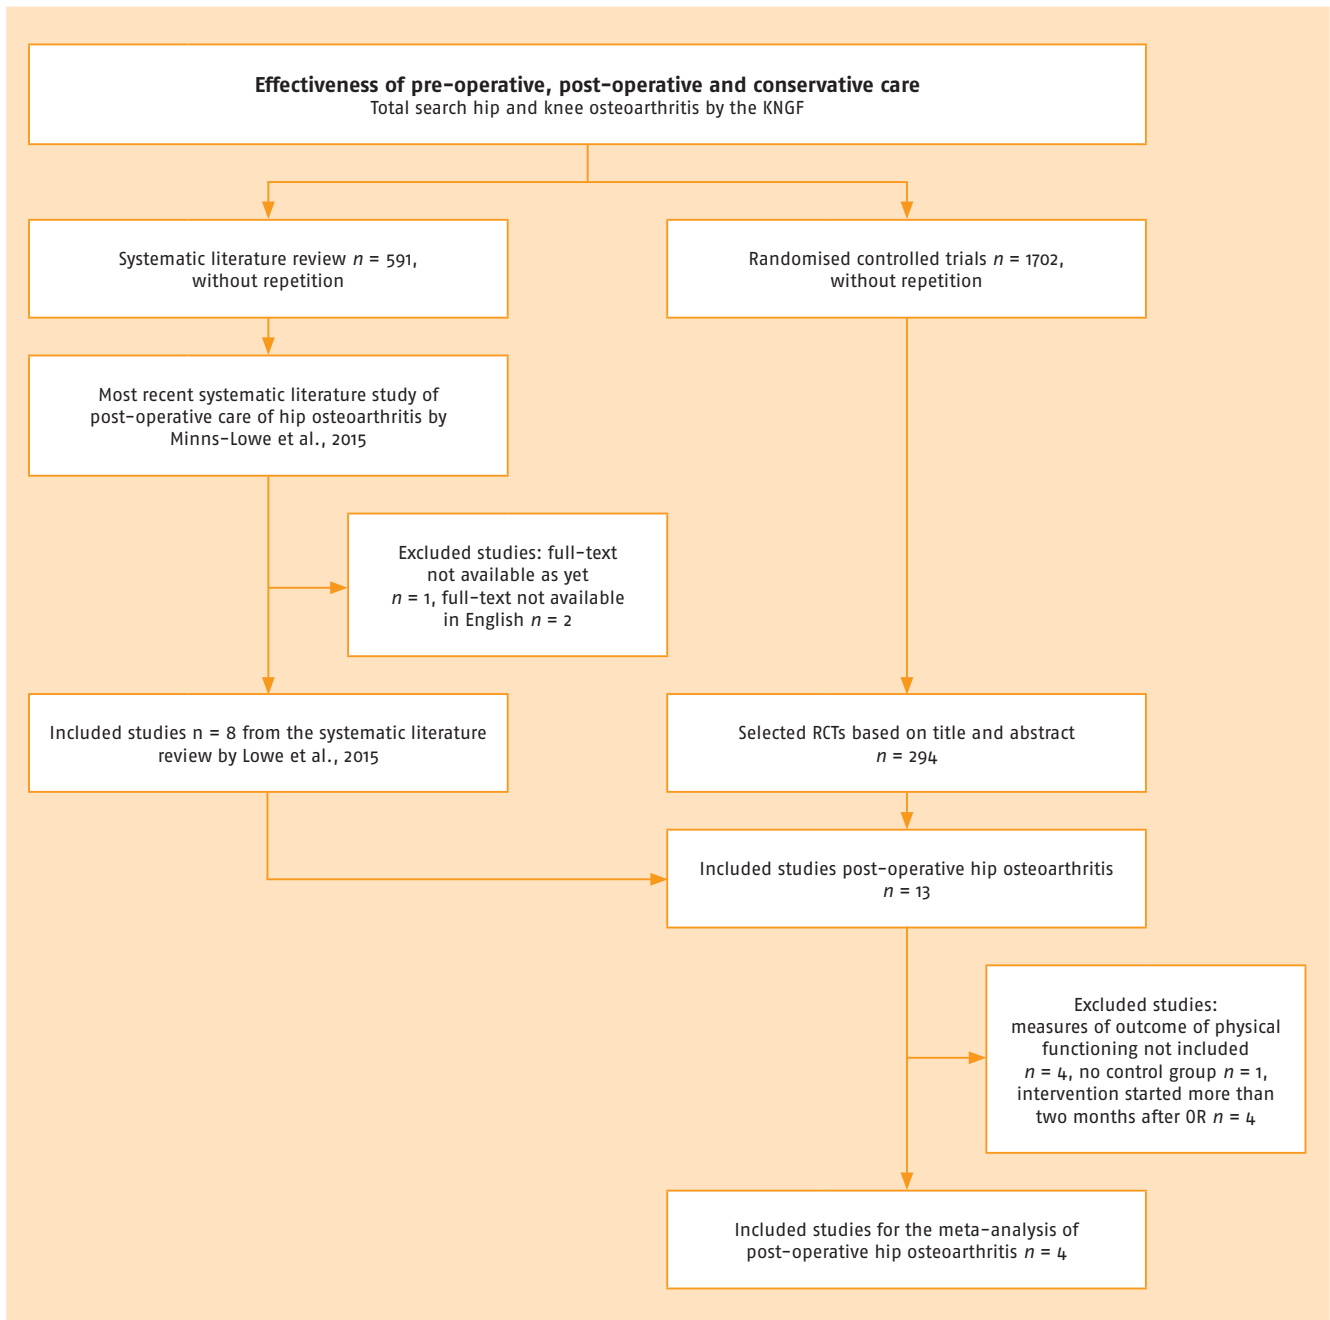 Effectiveness of pre-operative, post-operative and conservative care
Total search hip and knee osteoarthritis by the KNGF
Systematic literature review n = 591,
without repetition
Randomised controlled trials n = 1702,
without repetition
Most recent systematic literature study of
post-operative care of hip osteoarthritis by
Minns-Lowe et al., 2015
Excluded studies: full-text
not available as yet
n = 1, full-text not available
in English n = 2
Included studies n = 8 from the systematic literature
review by Lowe et al., 2015
Selected RCTs based on title and abstract
n = 294
Included studies post-operative hip osteoarthritis
n = 13
Excluded studies:
measures of outcome of physical
functioning not included
n = 4, no control group n = 1,
intervention started more than
two months after OR n = 4
Included studies for the meta-analysis of
post-operative hip osteoarthritis n = 4